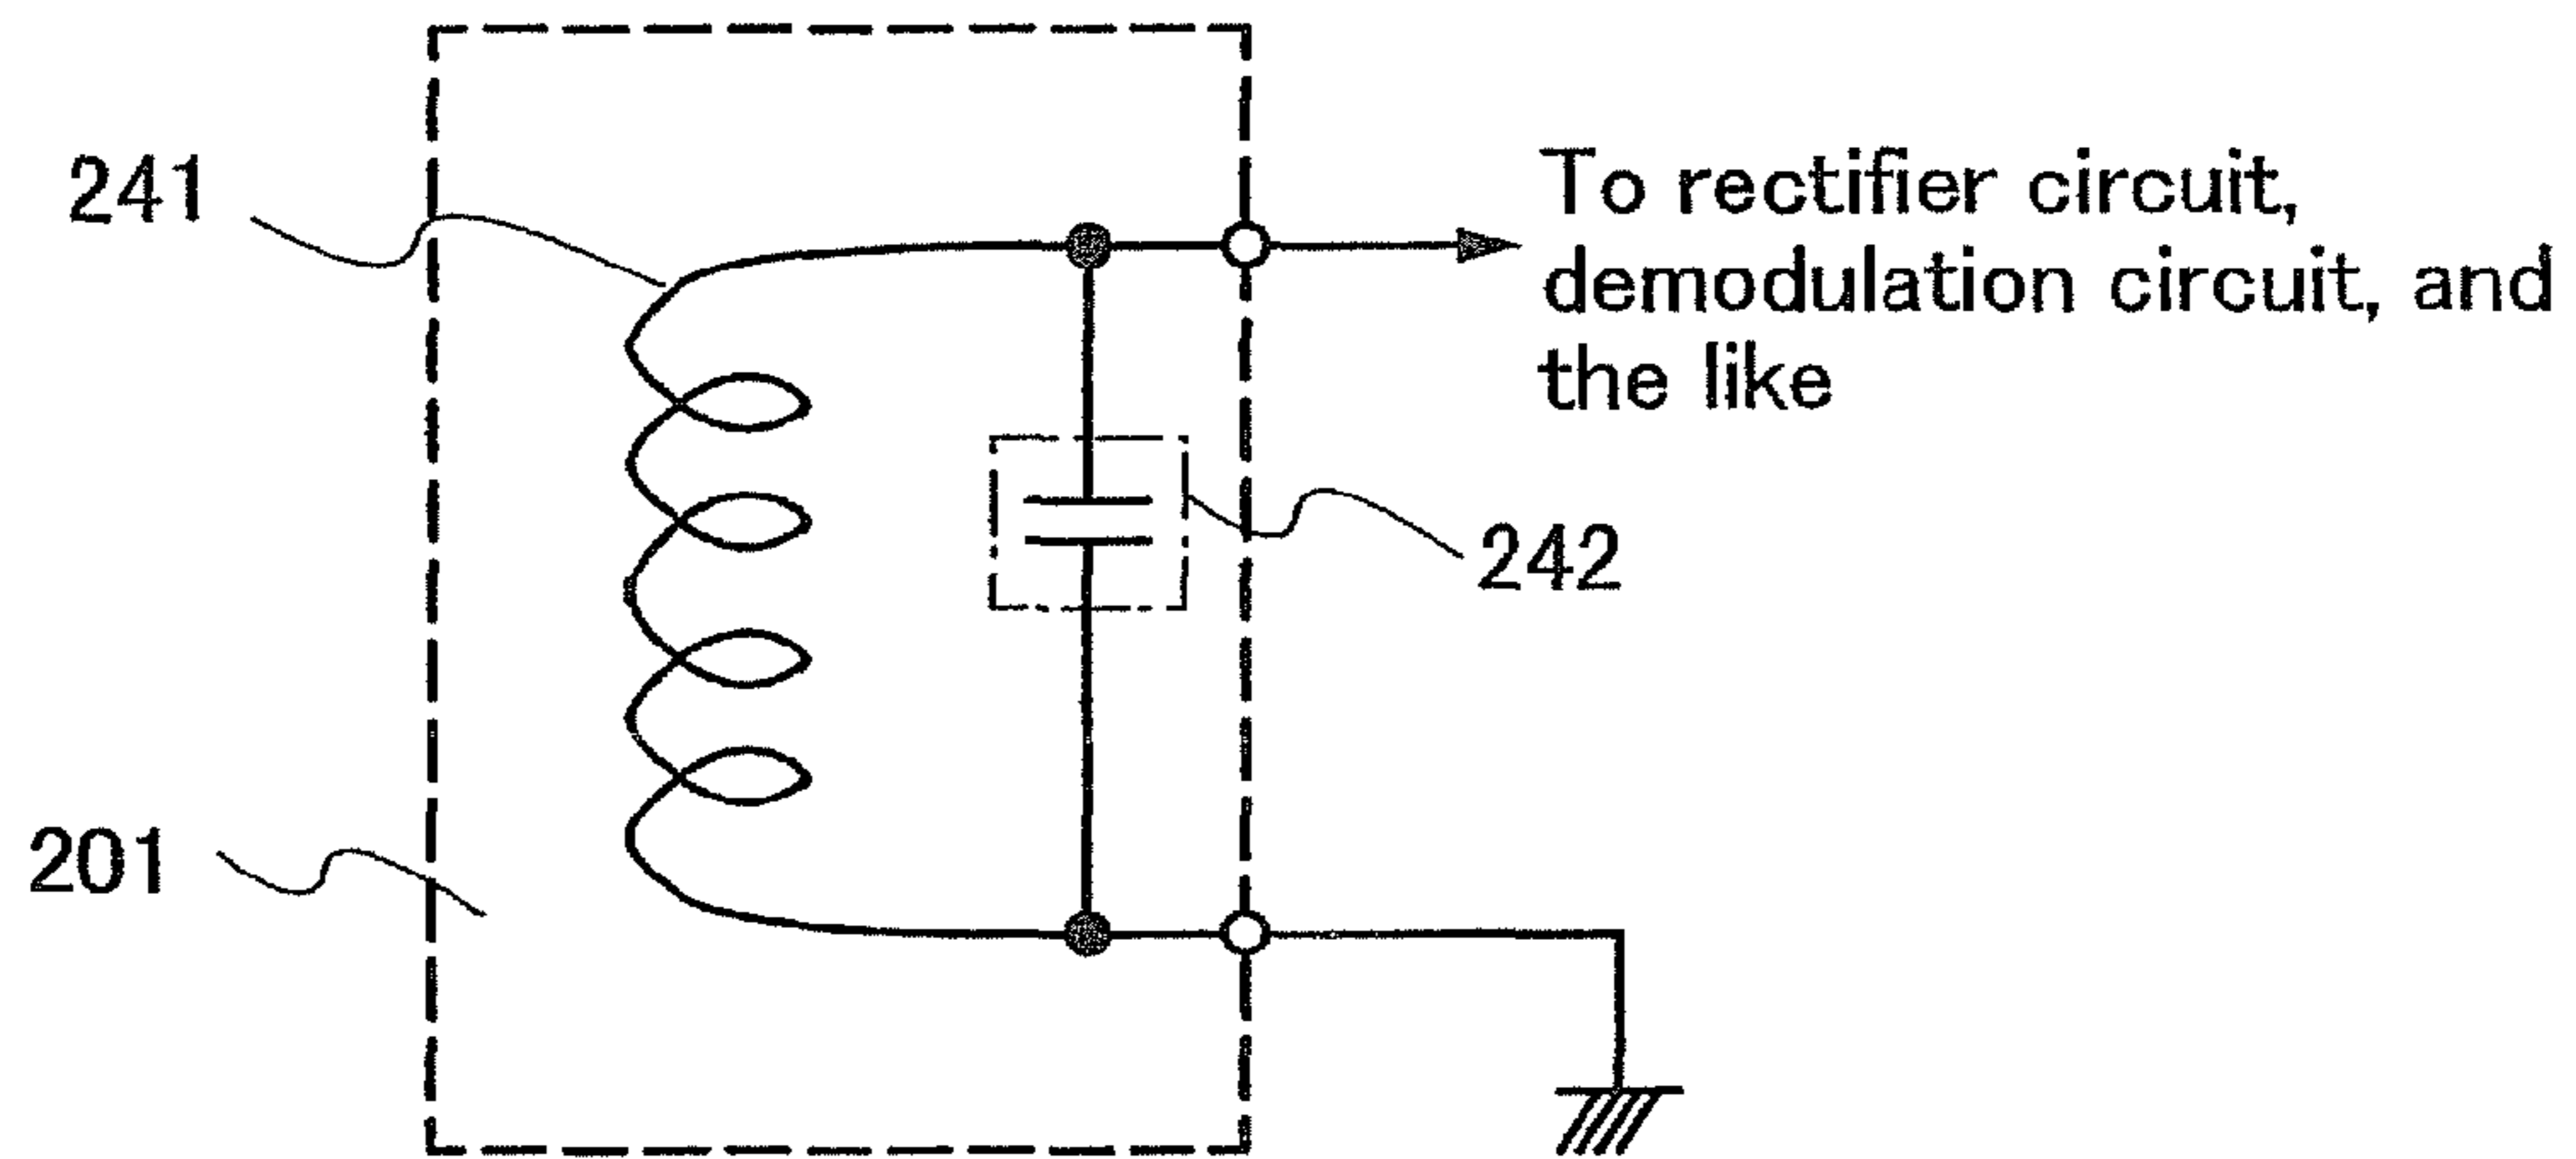 241
To rectifier circuit,
demodulation circuit, and
the like
242
201